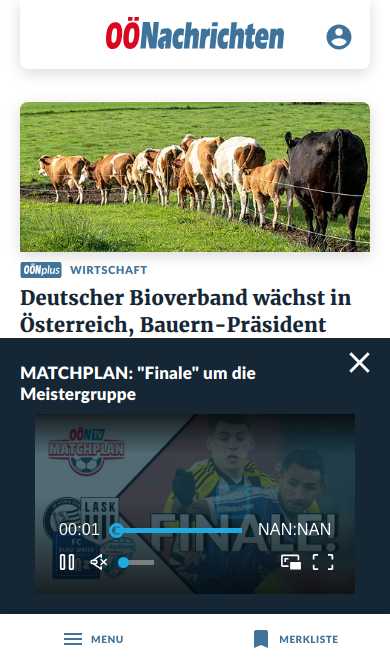 OÖNachrichten
OÖNplus WIRTSCHAFT
Deutscher Bioverband wächst in
Österreich, Bauern-Präsident
MATCHPLAN: "Finale" um die
Meistergruppe
OÖN TV
MATCHPLAN
LASK
FC
FINALE!
00:01 NAN:NAN
MENU MERKLISTE